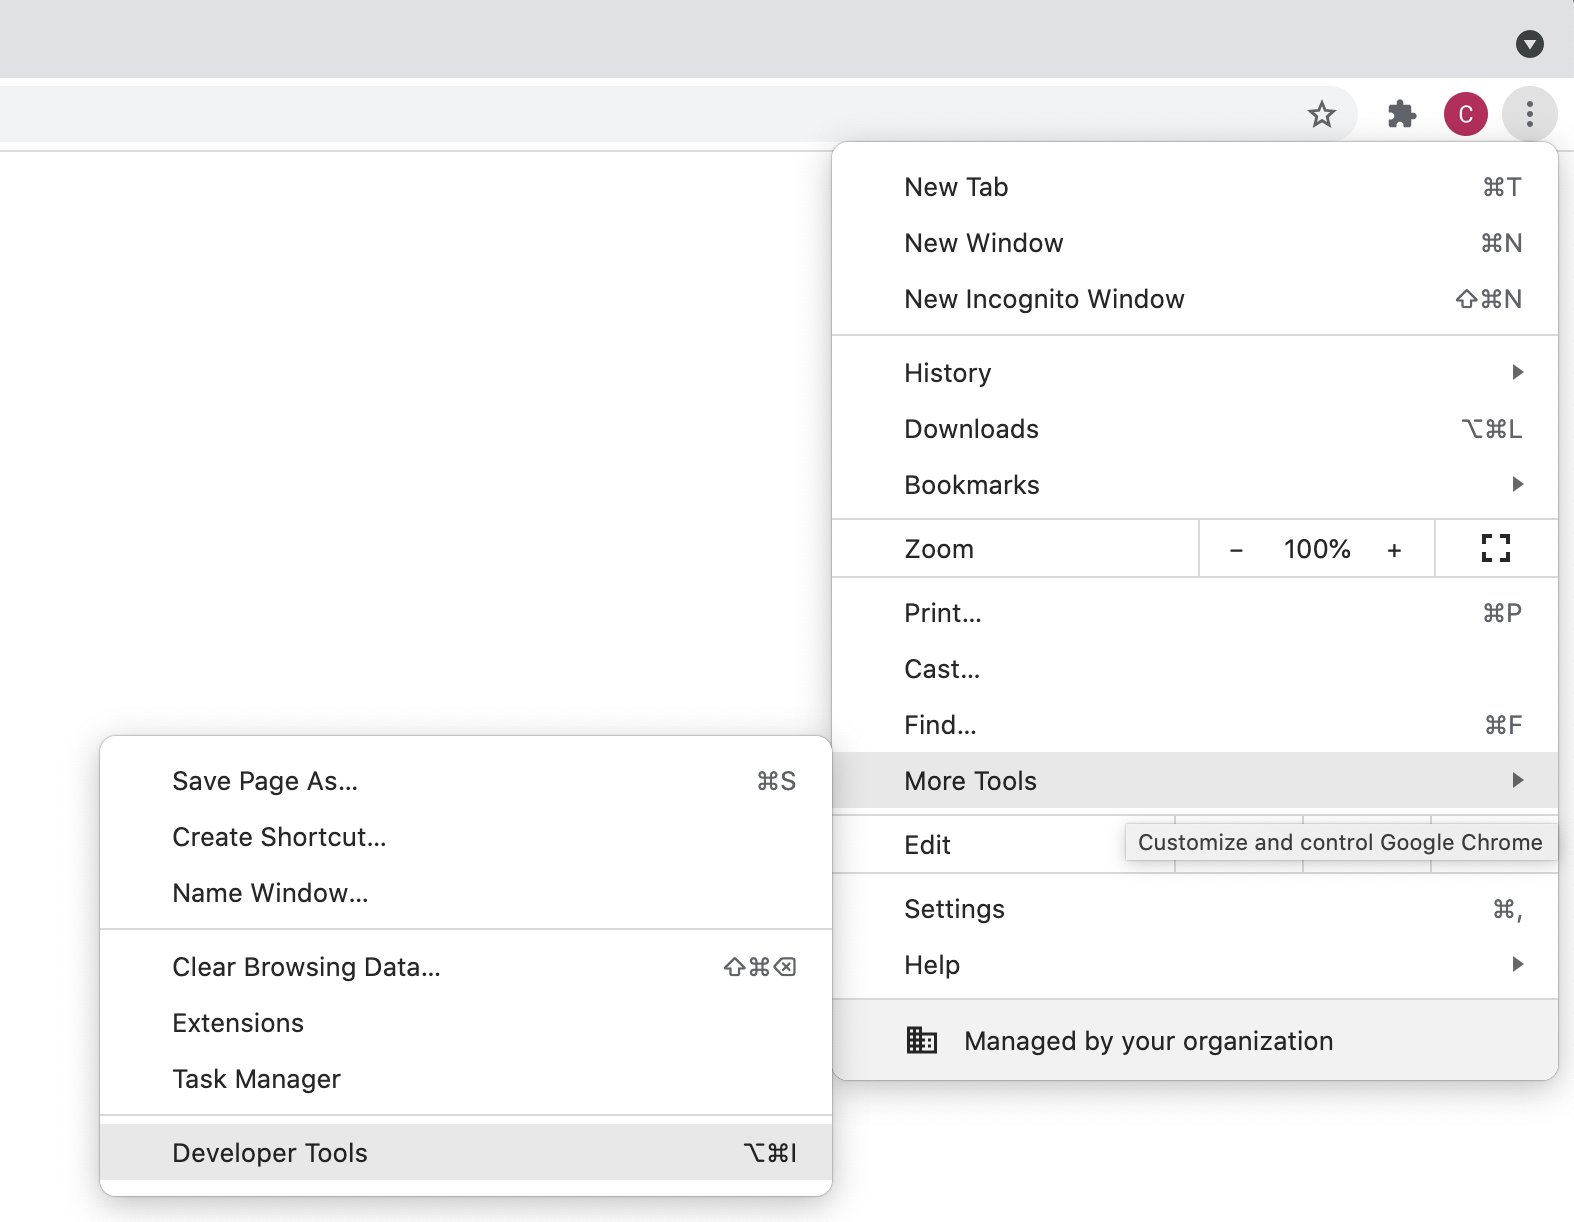 C
New Tab ⌘T
New Window ⌘N
New Incognito Window ⇧⌘N
History
Downloads ⌥⌘L
Bookmarks
Zoom − 100% +
Print... ⌘P
Cast...
Find... ⌘F
More Tools
Edit
Customize and control Google Chrome
Settings ⌘,
Help
Managed by your organization
Save Page As... ⌘S
Create Shortcut...
Name Window...
Clear Browsing Data... ⇧⌘⌫
Extensions
Task Manager
Developer Tools ⌥⌘I